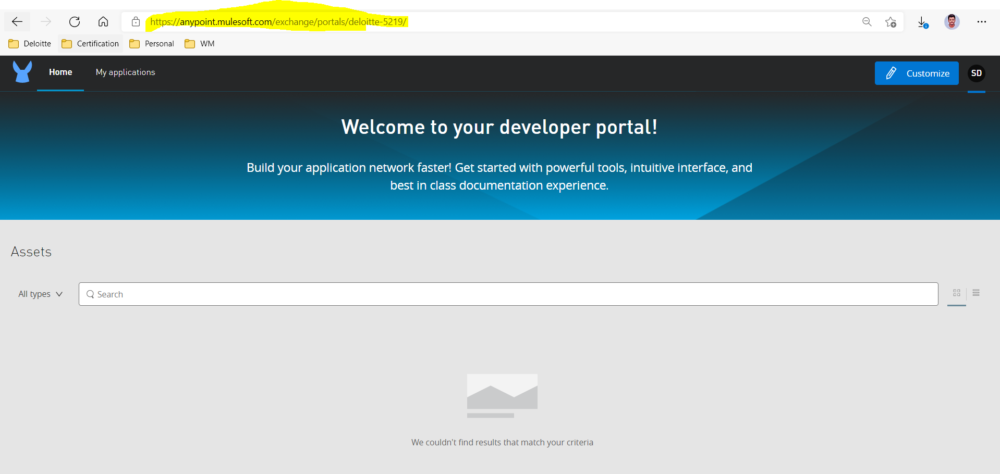 https://anypoint.mulesoft.com/exchange/portals/deloitte-5219/
Deloitte Certification Personal WM
Home My applications Customize SD
Welcome to your developer portal!
Build your application network faster! Get started with powerful tools, intuitive interface, and
best in class documentation experience.
Assets
All types Search
We couldn't find results that match your criteria